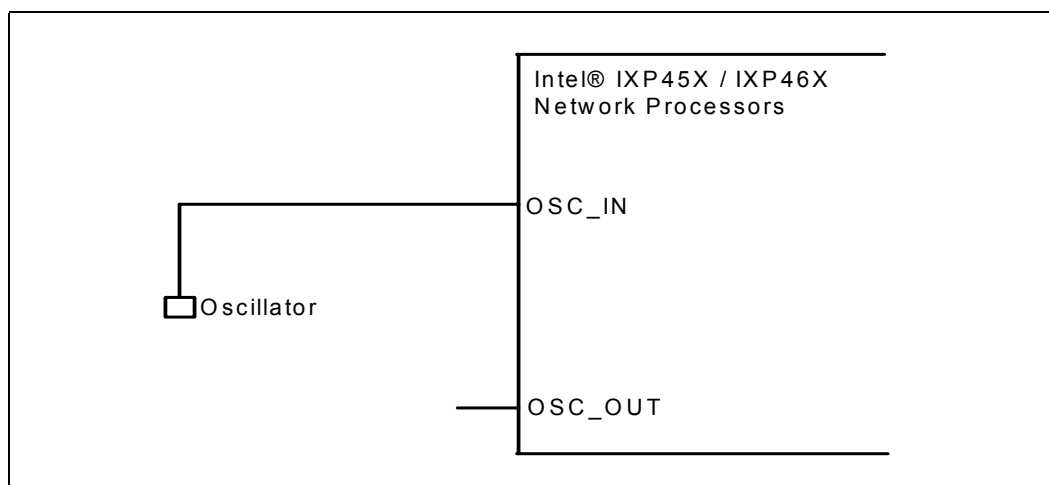 Intel® IXP45X / IXP46X
Network Processors
OSC_IN
Oscillator
OSC_OUT